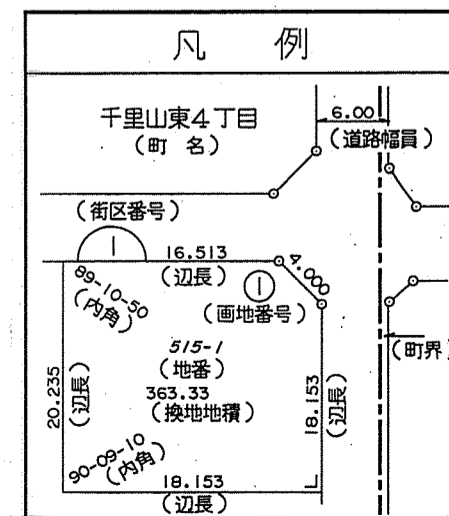 凡例
千里山東4丁目
(町名)
6.00
(道路幅員)
(街区番号)
1
16.513
(辺長)
4.000
89-10-50
(内角)
1
(画地番号)
515-1
(地番)
363.33
(換地地積)
(町界)
20.235
(辺長)
18.153
(辺長)
90-09-10
(内角)
18.153
(辺長)